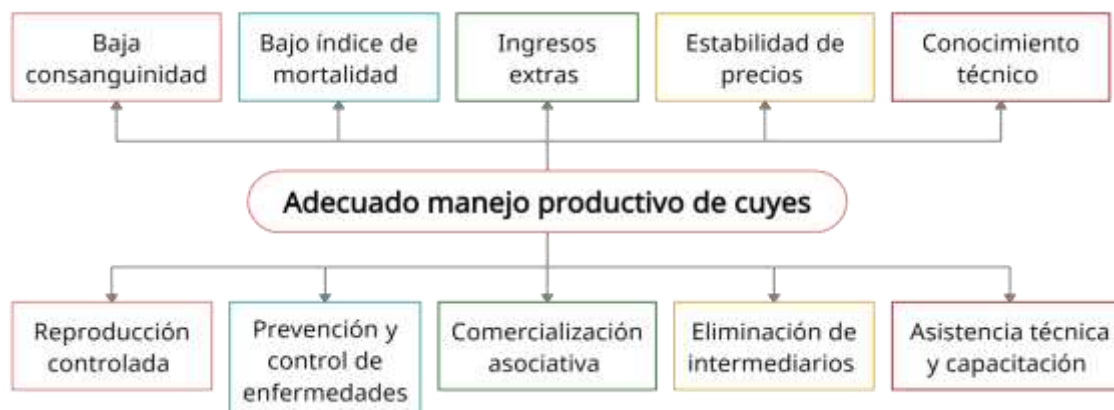 Baja
consanguinidad
Bajo índice de
mortalidad
Ingresos
extras
Estabilidad de
precios
Conocimiento
técnico
Adecuado manejo productivo de cuyes
Reproducción
controlada
Prevención y
control de
enfermedades
Comercialización
asociativa
Eliminación de
intermediarios
Asistencia técnica
y capacitación